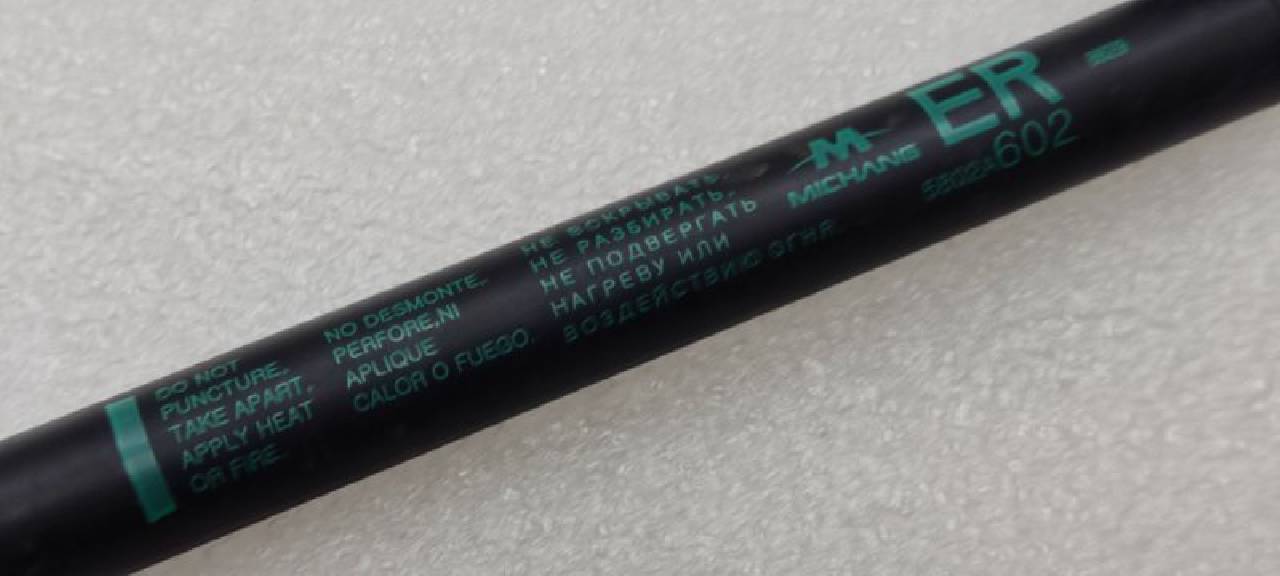 DO NOT
PUNCTURE,
TAKE APART,
APPLY HEAT
OR FIRE.
NO DESMONTE,
PERFORE,NI
APLIQUE
CALOR O FUEGO.
НЕ ВСКРЫВАТЬ,
НЕ РАЗБИРАТЬ,
НЕ ПОДВЕРГАТЬ
НАГРЕВУ ИЛИ
ВОЗДЕЙСТВИЮ ОГНЯ.
M
MICHANG
ER
602